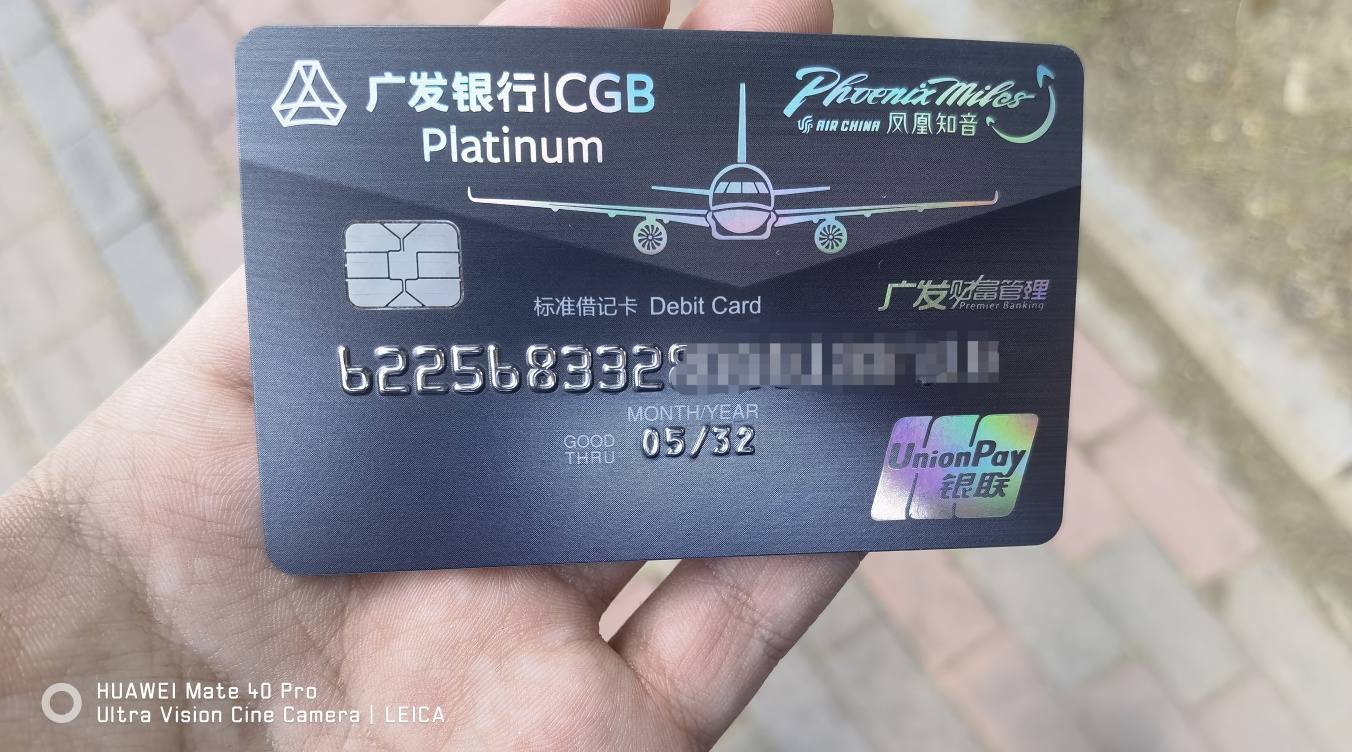 广发银行|CGB
Platinum
Phoenix Miles
AIR CHINA 凤凰知音
标准借记卡 Debit Card
广发财富管理
Premier Banking
622568332
MONTH/YEAR
GOOD THRU 05/32
UnionPay
银联
HUAWEI Mate 40 Pro
Ultra Vision Cine Camera | LEICA